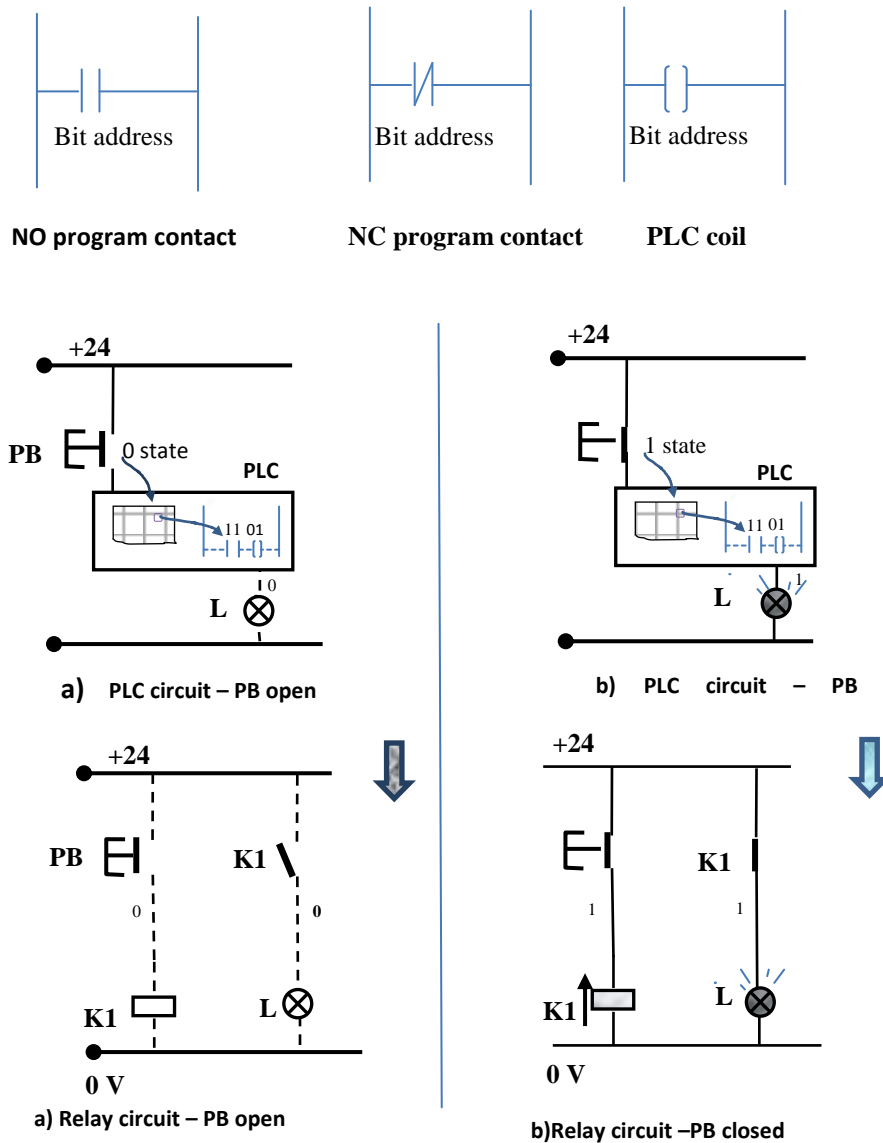 Bit address
Bit address
Bit address
NO program contact
NC program contact
PLC coil
+24
PB
0 state
PLC
11 01
0
L
a) PLC circuit – PB open
+24
1 state
PLC
11 01
1
L
b) PLC circuit – PB
+24
PB
K1
0
0
K1
L
0 V
a) Relay circuit – PB open
+24
K1
1
1
K1
L
0 V
b)Relay circuit –PB closed